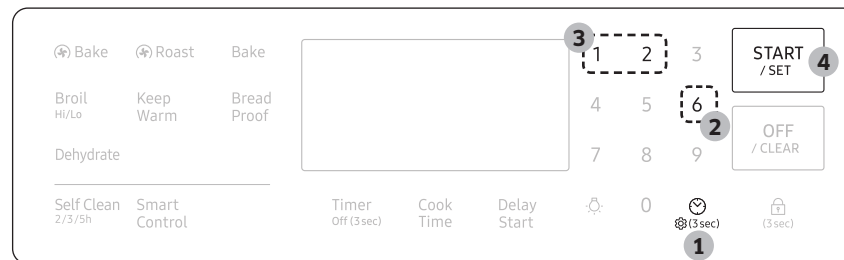 Bake Roast Bake 3 1 2 3 START
/ SET 4
Broil Keep Bread 4 5 6
Hi/Lo Warm Proof 2 OFF
/ CLEAR
Dehydrate 7 8 9
Self Clean Smart Timer Cook Delay 0
2/3/5h Control Off (3 sec) Time Start (3 sec) (3 sec)
1